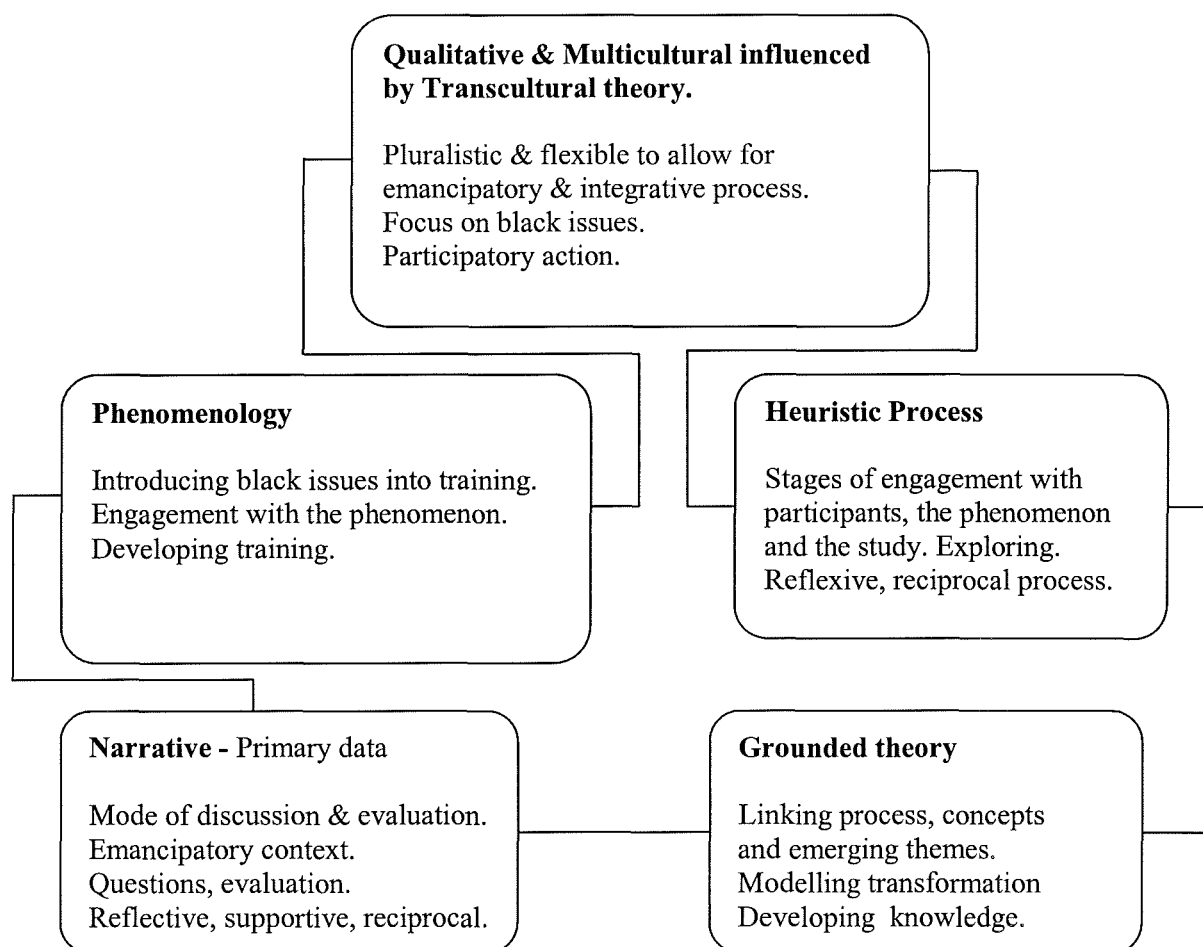 Qualitative & Multicultural influenced
by Transcultural theory.
Pluralistic & flexible to allow for
emancipatory & integrative process.
Focus on black issues.
Participatory action.
Phenomenology
Introducing black issues into training.
Engagement with the phenomenon.
Developing training.
Heuristic Process
Stages of engagement with
participants, the phenomenon
and the study. Exploring.
Reflexive, reciprocal process.
Narrative - Primary data
Mode of discussion & evaluation.
Emancipatory context.
Questions, evaluation.
Reflective, supportive, reciprocal.
Grounded theory
Linking process, concepts
and emerging themes.
Modelling transformation
Developing knowledge.